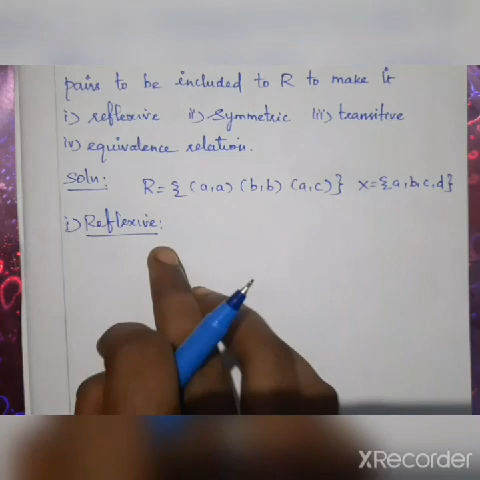 pairs to be included to R to make it
i) reflexive ii) Symmetric iii) transitive
iv) equivalence relation.
Soln: R = { (a,a) (b,b) (a,c) } X = {a,b,c,d}
i) Reflexive:
XRecorder